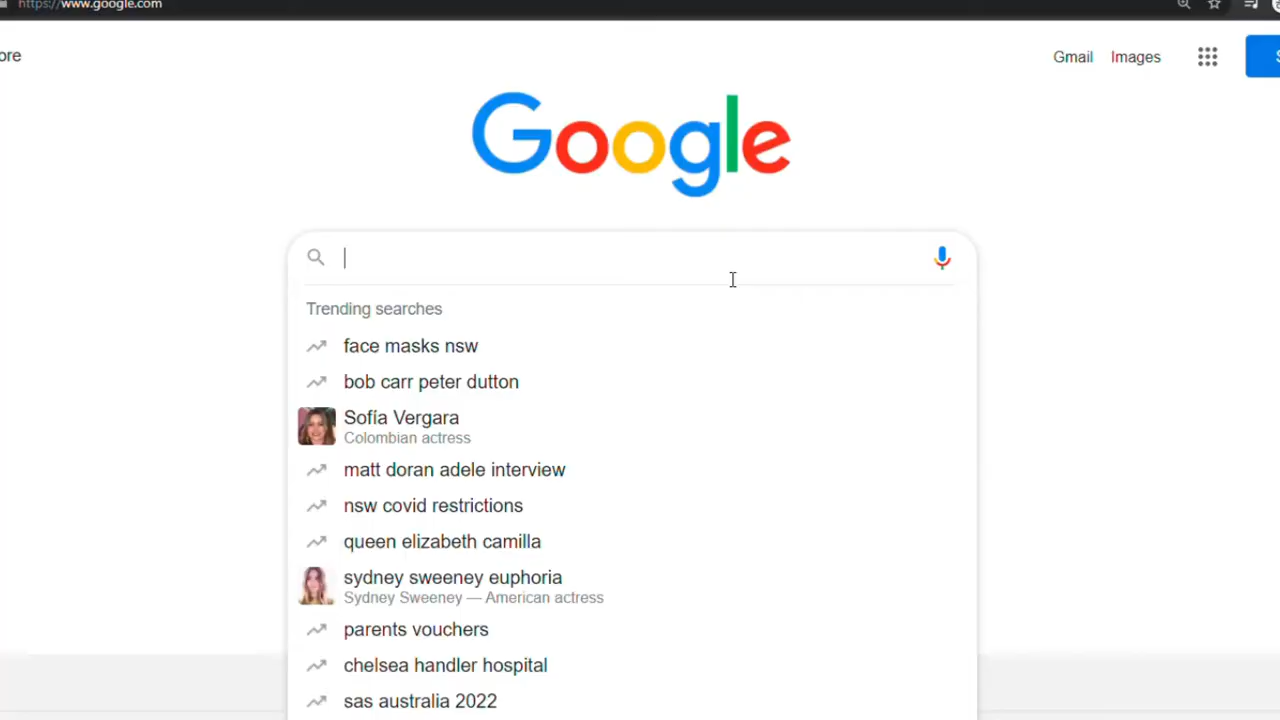 https://www.google.com
ore
Gmail Images
Google
Trending searches
face masks nsw
bob carr peter dutton
Sofía Vergara
Colombian actress
matt doran adele interview
nsw covid restrictions
queen elizabeth camilla
sydney sweeney euphoria
Sydney Sweeney — American actress
parents vouchers
chelsea handler hospital
sas australia 2022